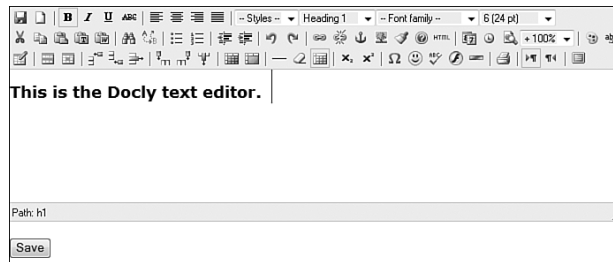 B I U ABC -- Styles -- Heading 1 -- Font family -- 6 (24 pt)
HTML +100%
This is the Docly text editor.
Path: h1
Save